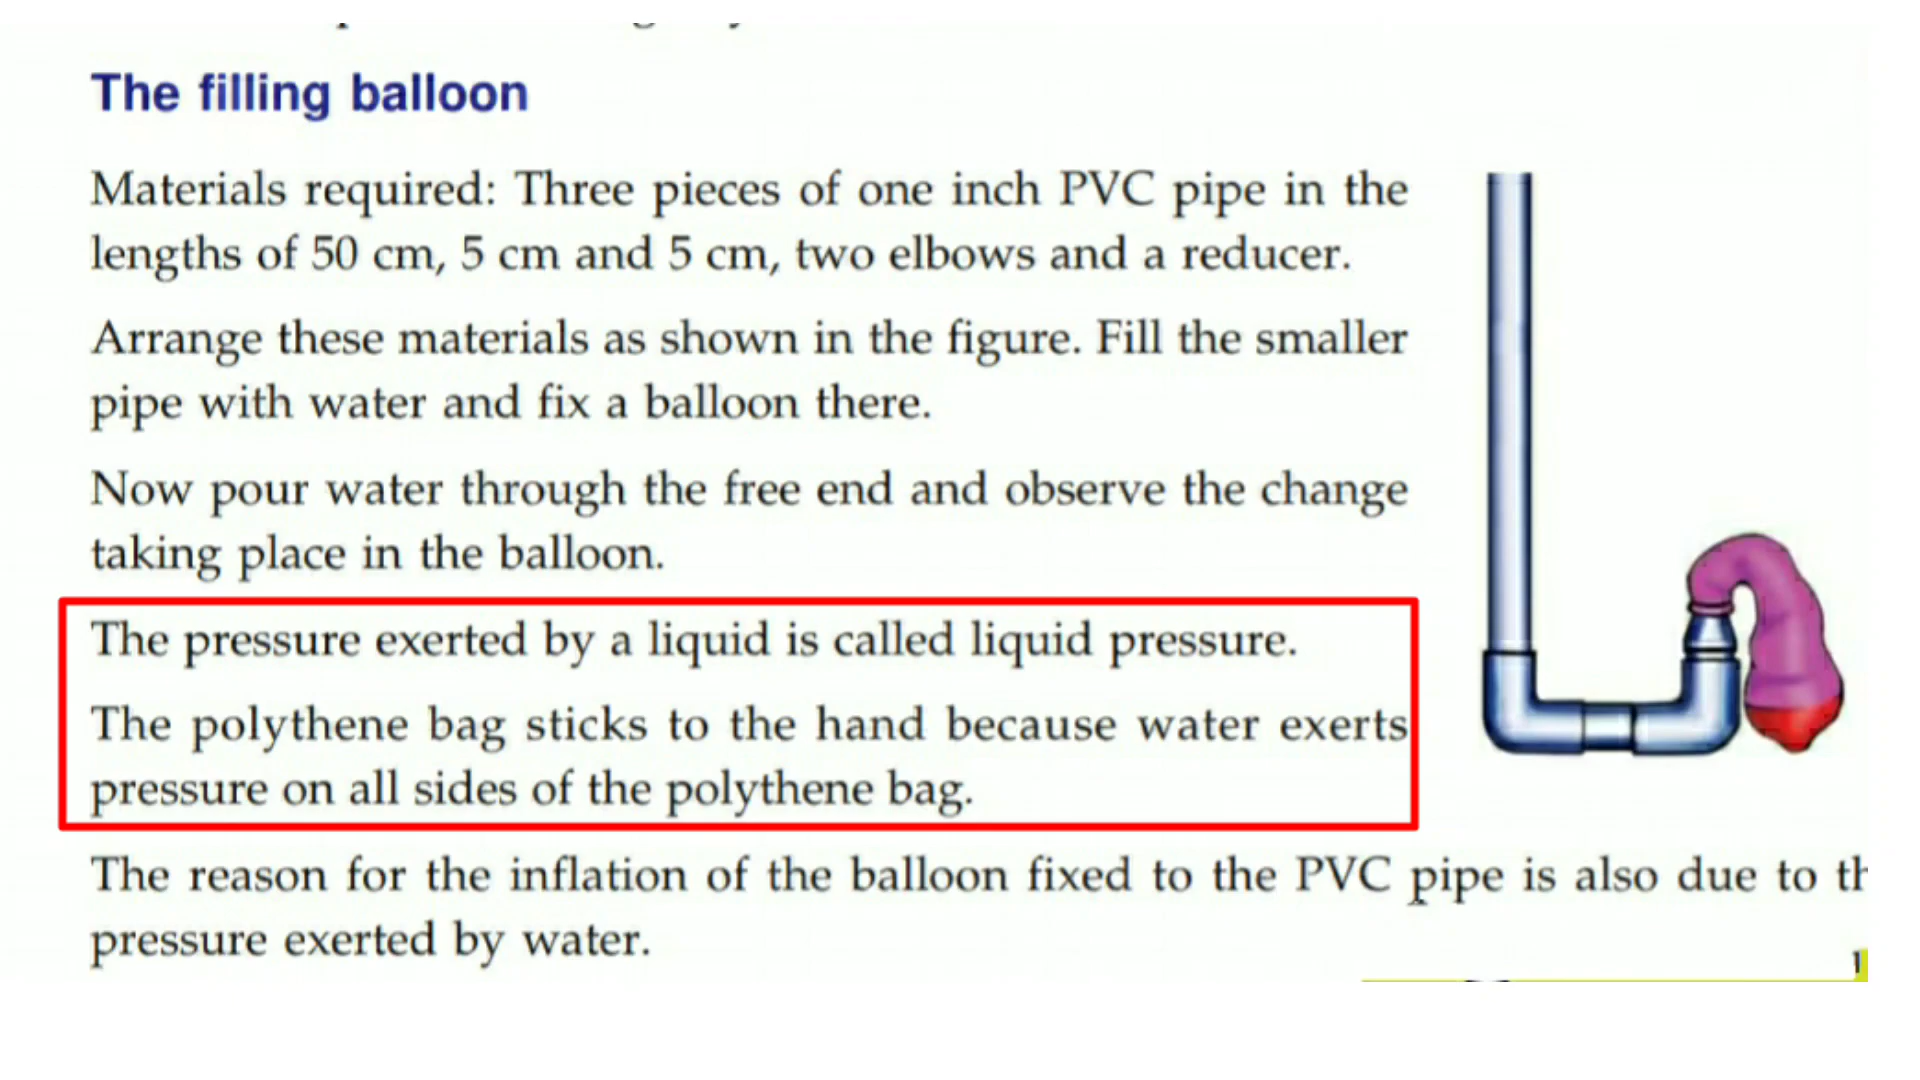 The filling balloon
Materials required: Three pieces of one inch PVC pipe in the
lengths of 50 cm, 5 cm and 5 cm, two elbows and a reducer.
Arrange these materials as shown in the figure. Fill the smaller
pipe with water and fix a balloon there.
Now pour water through the free end and observe the change
taking place in the balloon.
The pressure exerted by a liquid is called liquid pressure.
The polythene bag sticks to the hand because water exerts
pressure on all sides of the polythene bag.
The reason for the inflation of the balloon fixed to the PVC pipe is also due to
pressure exerted by water.